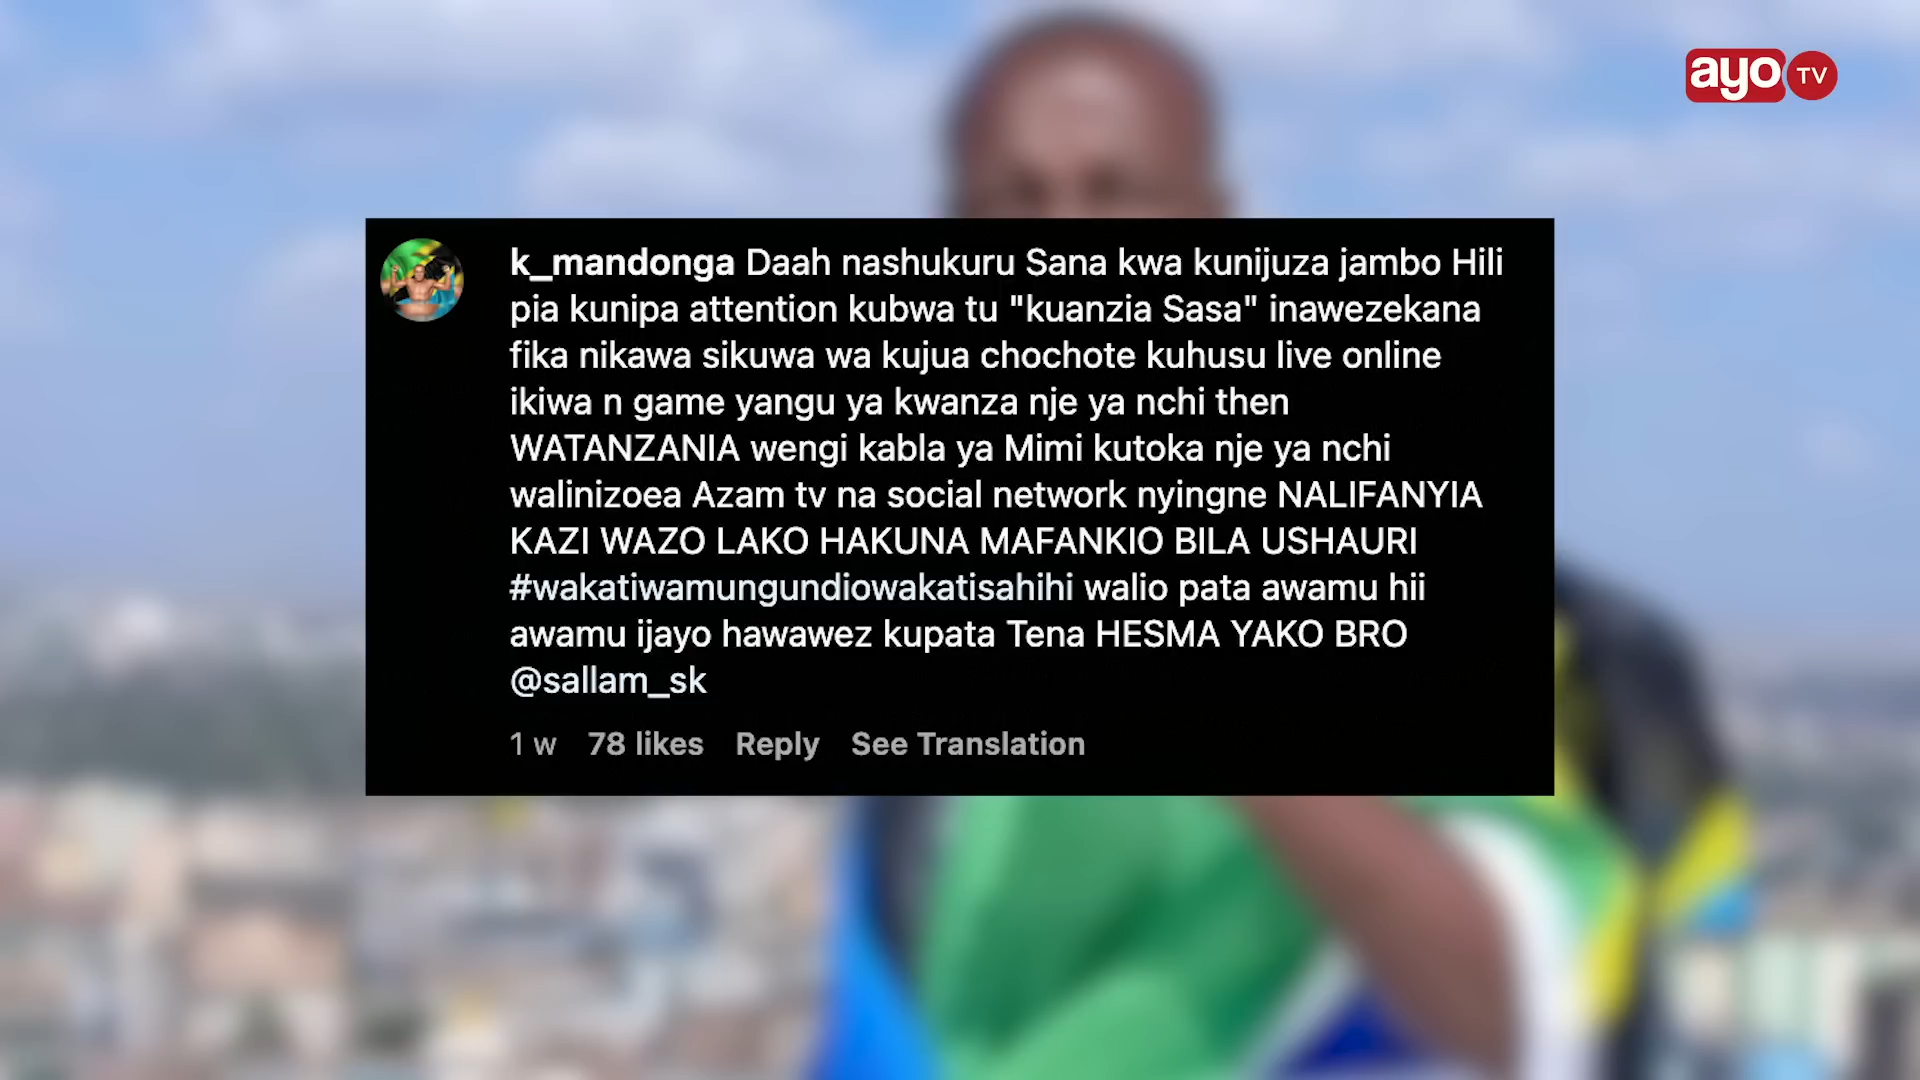 ayo TV
k_mandonga Daah nashukuru Sana kwa kunijuza jambo Hili
pia kunipa attention kubwa tu "kuanzia Sasa" inawezekana
fika nikawa sikuwa wa kujua chochote kuhusu live online
ikiwa n game yangu ya kwanza nje ya nchi then
WATANZANIA wengi kabla ya Mimi kutoka nje ya nchi
walinizoea Azam tv na social network nyingne NALIFANYIA
KAZI WAZO LAKO HAKUNA MAFANKIO BILA USHAURI
#wakatiwamungundiowakatisahihi walio pata awamu hii
awamu ijayo hawawez kupata Tena HESMA YAKO BRO
@sallam_sk
1 w 78 likes Reply See Translation